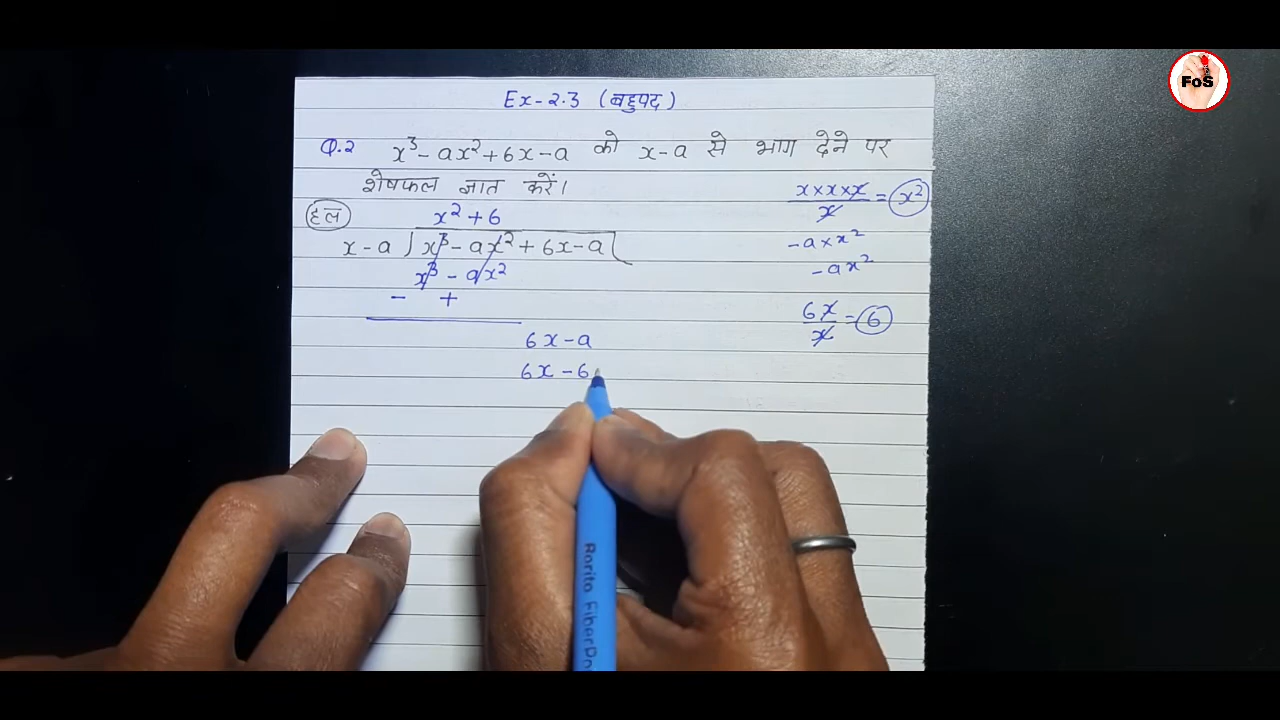 Ex-2.3 (बहुपद)
Q.2 x³-ax²+6x-a को x-a से भाग देने पर
शेषफल ज्ञात करें।
हल
x²+6
x-a ) x³-ax²+6x-a
x³-ax²
- +
6x-a
6x-6
x×x×x/x = x²
-a×x²
-ax²
6x/x=6
FoS
Rorito FiberDo